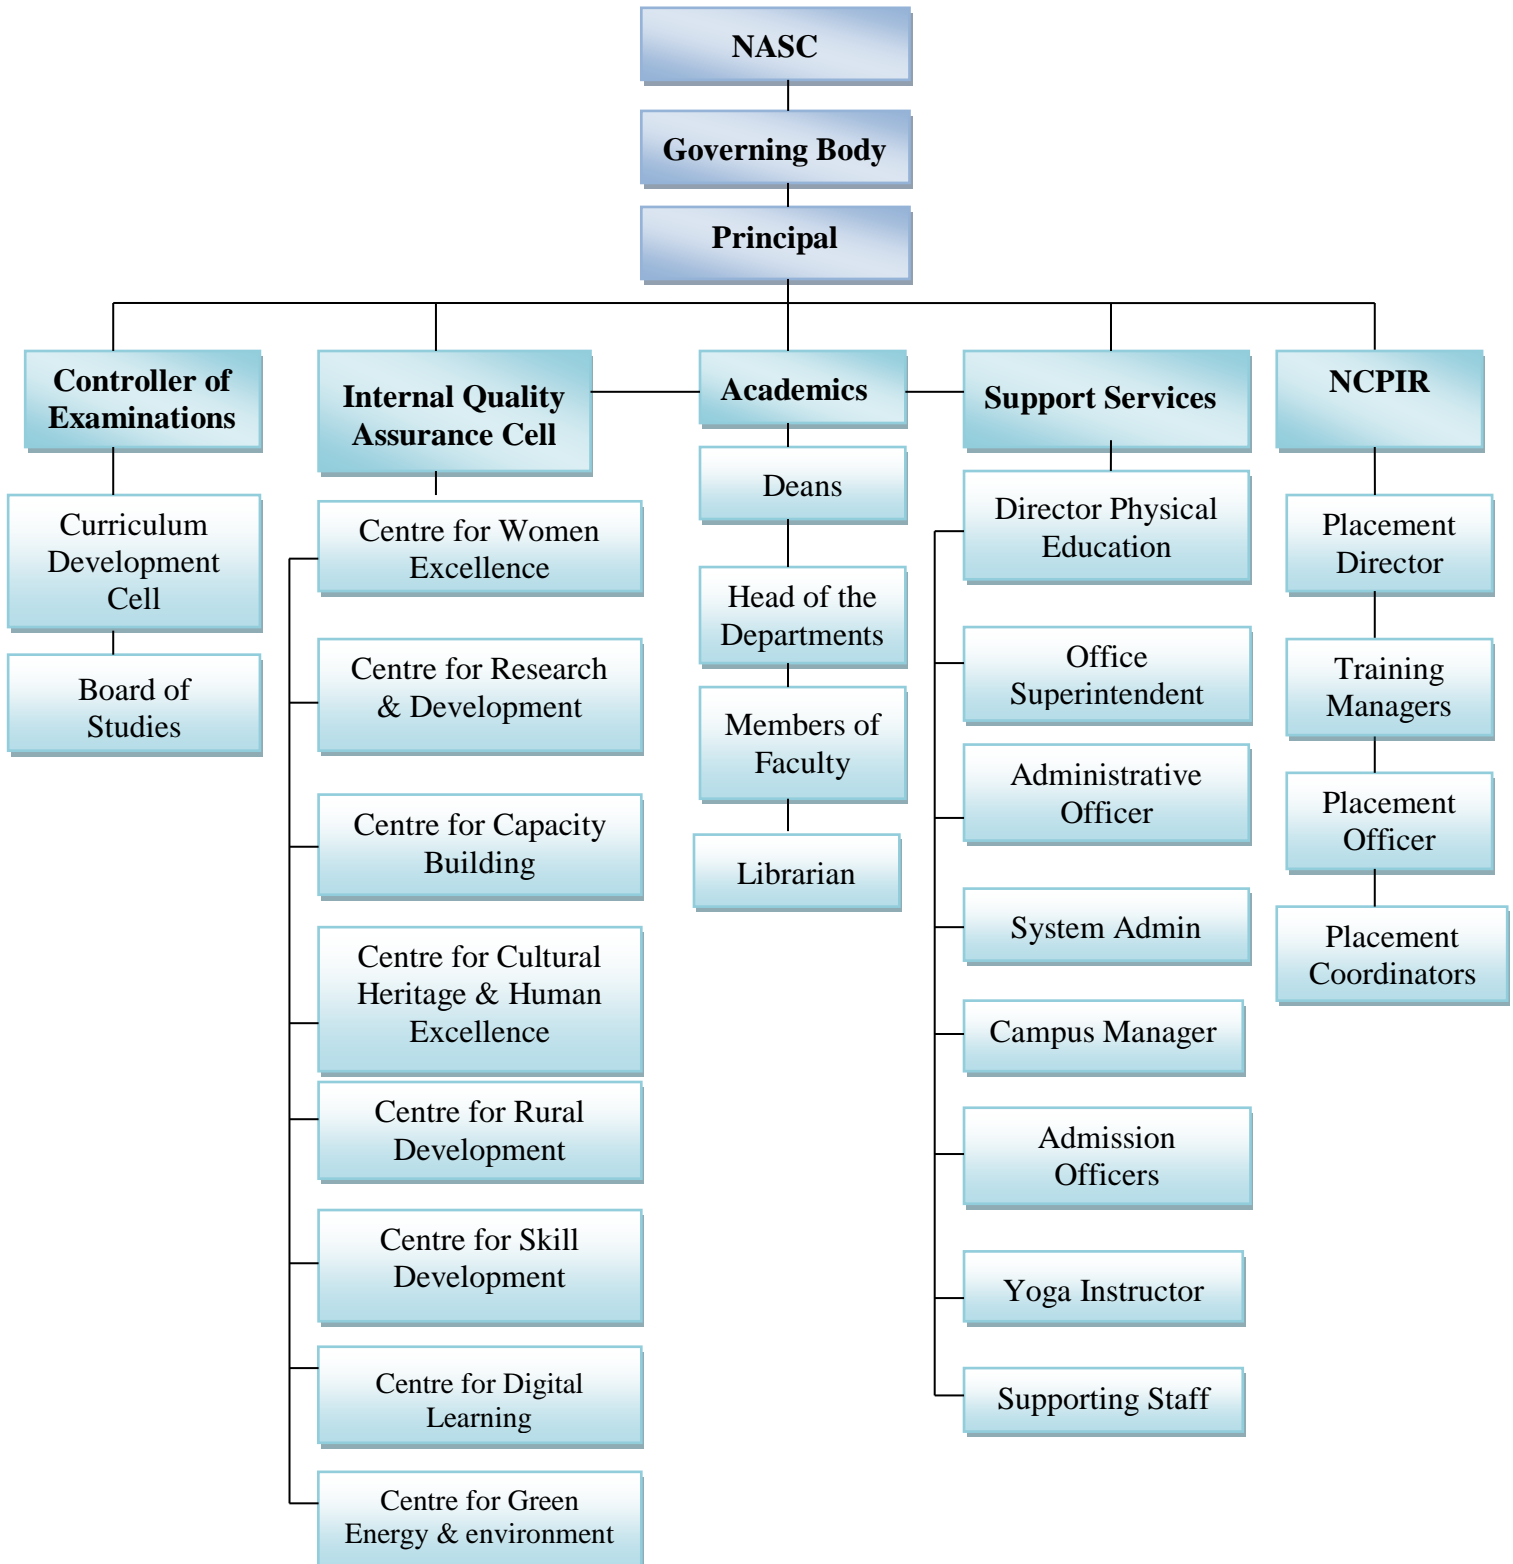 NASC
Governing Body
Principal
Controller of
Examinations
Curriculum
Development
Cell
Board of
Studies
Internal Quality
Assurance Cell
Centre for Women
Excellence
Centre for Research
& Development
Centre for Capacity
Building
Centre for Cultural
Heritage & Human
Excellence
Centre for Rural
Development
Centre for Skill
Development
Centre for Digital
Learning
Centre for Green
Energy & environment
Academics
Deans
Head of the
Departments
Members of
Faculty
Librarian
Support Services
Director Physical
Education
Office
Superintendent
Administrative
Officer
System Admin
Campus Manager
Admission
Officers
Yoga Instructor
Supporting Staff
NCPIR
Placement
Director
Training
Managers
Placement
Officer
Placement
Coordinators